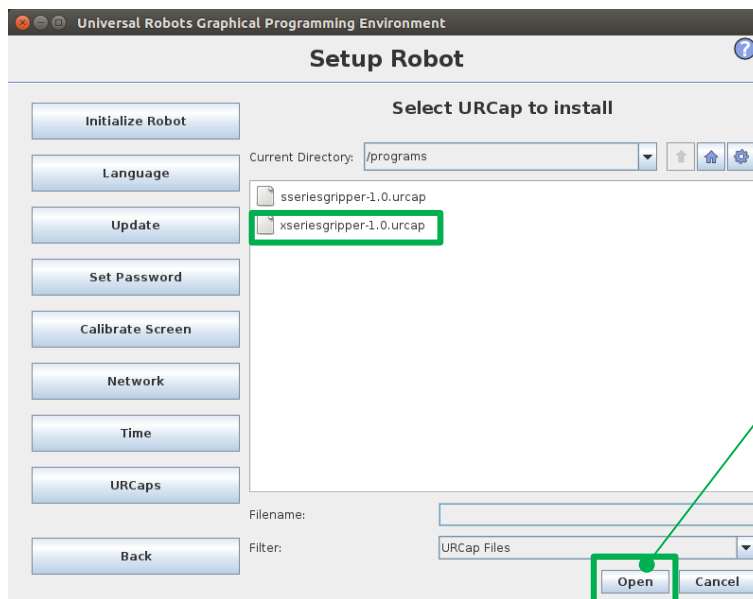 Universal Robots Graphical Programming Environment
Setup Robot
?
Initialize Robot
Language
Update
Set Password
Calibrate Screen
Network
Time
URCaps
Back
Select URCap to install
Current Directory: /programs
sseriesgripper-1.0.urcap
xseriesgripper-1.0.urcap
Filename:
Filter: URCap Files
Open Cancel